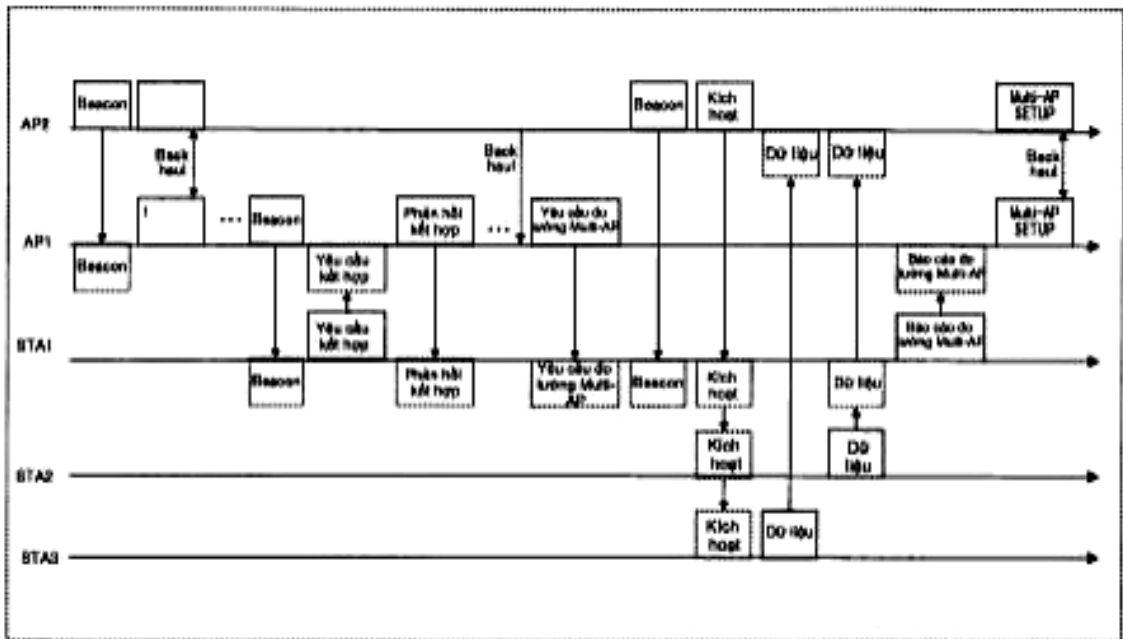 Beacon
Kích hoạt
Beacon
Multi-AP
SETUP
AP2
Back
haul
Back
haul
Dữ liệu
Dữ liệu
Back
haul
...
Beacon
Phản hồi
kết hợp
...
Yêu cầu đo
lường Multi-AP
Multi-AP
SETUP
AP1
Beacon
Yêu cầu
kết hợp
Báo cáo đo
lường Multi-AP
Yêu cầu
kết hợp
Báo cáo đo
lường Multi-AP
STA1
Beacon
Phản hồi
kết hợp
Yêu cầu đo
lường Multi-
AP
Beacon
Kích
hoạt
Dữ liệu
Kích
hoạt
Dữ
liệu
STA2
Kích
hoạt
Dữ liệu
STA3